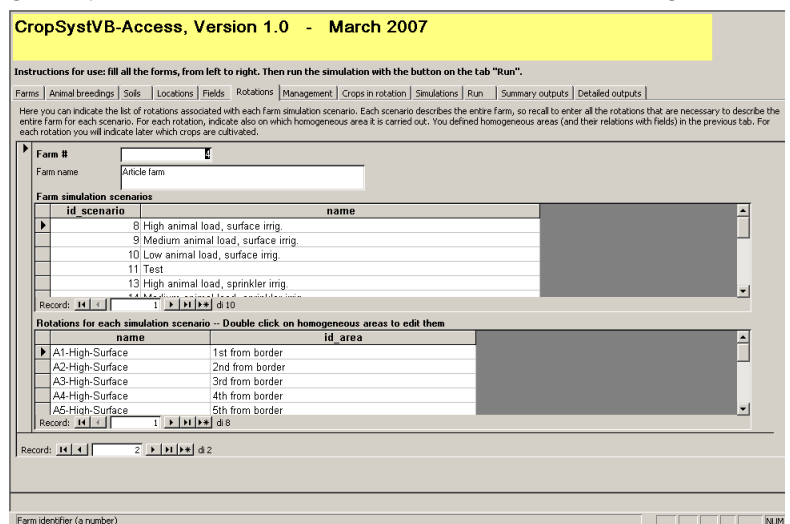 CropSystVB-Access, Version 1.0 - March 2007
Instructions for use: fill all the forms, from left to right. Then run the simulation with the button on the tab "Run".
Farms Animal breedings Soils Locations Fields Rotations Management Crops in rotation Simulations Run Summary outputs Detailed outputs
Here you can indicate the list of rotations associated with each farm simulation scenario. Each scenario describes the entire farm, so recall to enter all the rotations that are necessary to describe the
entire farm for each scenario. For each rotation, indicate also on which homogeneous area it is carried out. You defined homogeneous areas (and their relations with fields) in the previous tab. For
each rotation you will indicate later which crops are cultivated.
Farm # 4
Farm name Article farm
Farm simulation scenarios
id_scenario name
8 High animal load, surface irrig.
9 Medium animal load, surface irrig.
10 Low animal load, surface irrig.
11 Test
13 High animal load, sprinkler irrig.
14 Medium animal load, sprinkler irrig.
Record: 1 di 10
Rotations for each simulation scenario -- Double click on homogeneous areas to edit them
name id_area
A1-High-Surface 1st from border
A2-High-Surface 2nd from border
A3-High-Surface 3rd from border
A4-High-Surface 4th from border
A5-High-Surface 5th from border
Record: 1 di 8
Record: 2 di 2
Farm identifier (a number) NUM